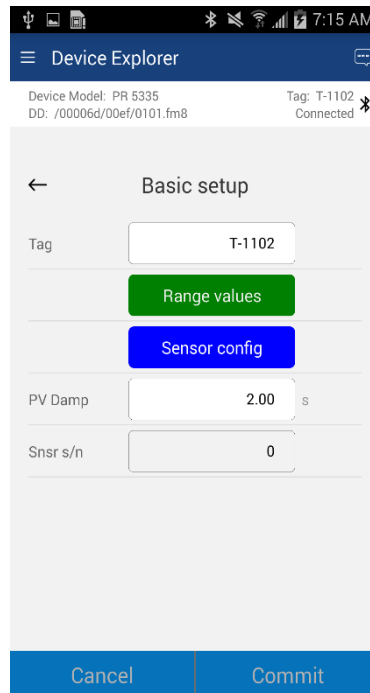 7:15 AM
Device Explorer
Device Model: PR 5335
Tag: T-1102
DD: /00006d/00ef/0101.fm8
Connected
Basic setup
Tag
T-1102
Range values
Sensor config
PV Damp
2.00
s
Snsr s/n
0
Cancel
Commit